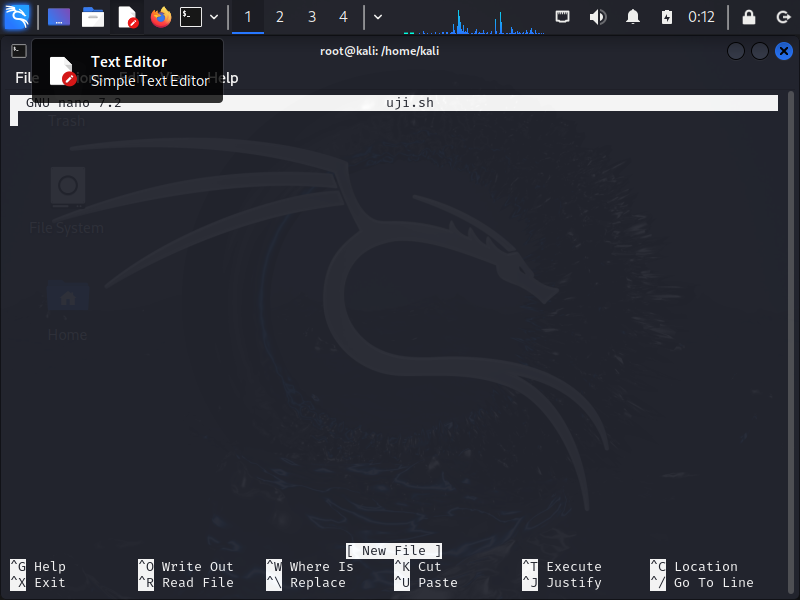 1 2 3 4 0:12
root@kali: /home/kali
Text Editor
Simple Text Editor
File Help
GNU nano 7.2 uji.sh
Trash
File System
Home
[ New File ]
^G Help ^O Write Out ^W Where Is ^K Cut ^T Execute ^C Location
^X Exit ^R Read File ^\ Replace ^U Paste ^J Justify ^/ Go To Line